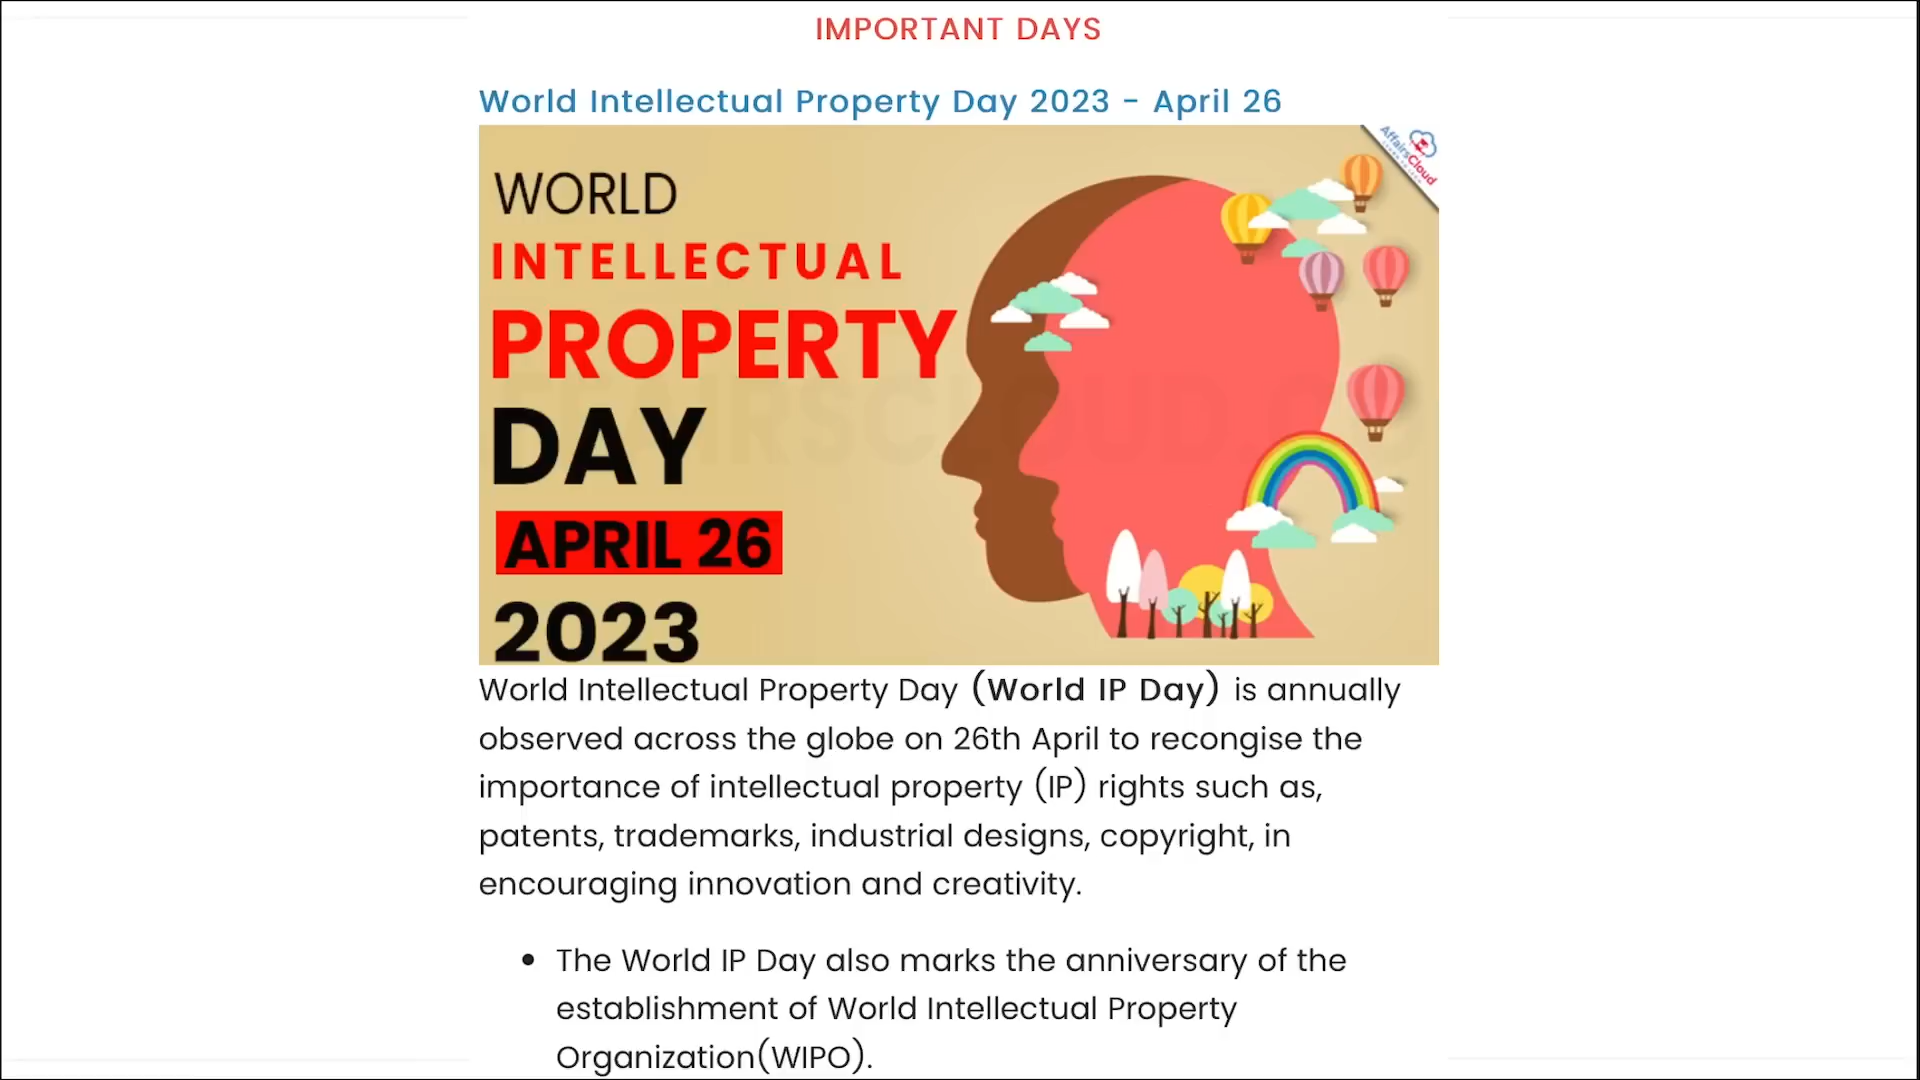 IMPORTANT DAYS
World Intellectual Property Day 2023 - April 26
AffairsCloud
WORLD
INTELLECTUAL
PROPERTY
DAY
APRIL 26
2023
World Intellectual Property Day (World IP Day) is annually
observed across the globe on 26th April to recongise the
importance of intellectual property (IP) rights such as,
patents, trademarks, industrial designs, copyright, in
encouraging innovation and creativity.
• The World IP Day also marks the anniversary of the
establishment of World Intellectual Property
Organization(WIPO).